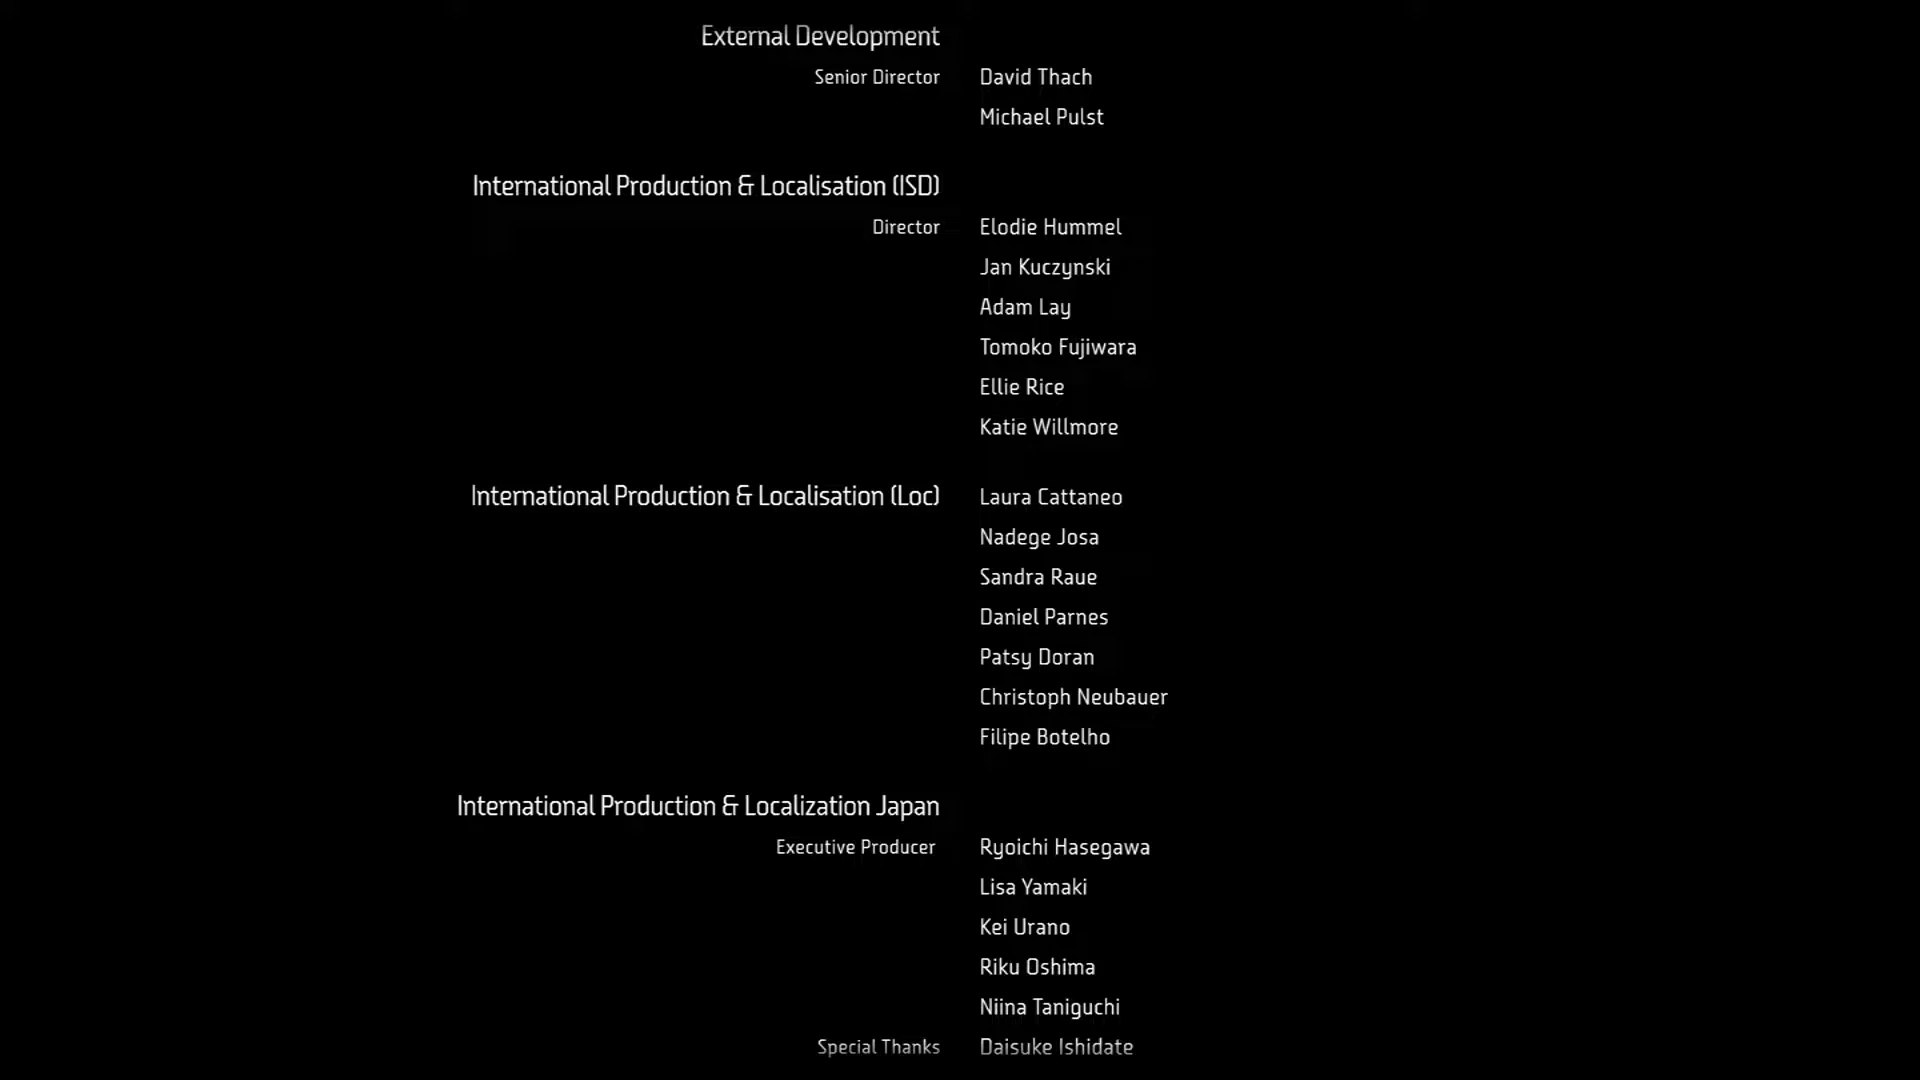 External Development
Senior Director David Thach
Michael Pulst
International Production & Localisation (ISD)
Director Elodie Hummel
Jan Kuczynski
Adam Lay
Tomoko Fujiwara
Ellie Rice
Katie Willmore
International Production & Localisation (Loc) Laura Cattaneo
Nadege Josa
Sandra Raue
Daniel Parnes
Patsy Doran
Christoph Neubauer
Filipe Botelho
International Production & Localization Japan
Executive Producer Ryoichi Hasegawa
Lisa Yamaki
Kei Urano
Riku Oshima
Niina Taniguchi
Special Thanks Daisuke Ishidate